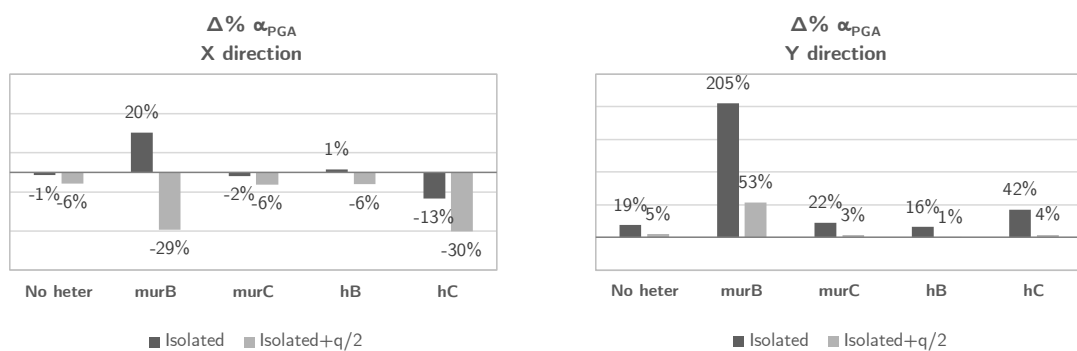 Δ% α_PGA
X direction
20%
1%
-1%
-6%
-2%
-6%
-6%
-13%
-29%
-30%
No heter murB murC hB hC
Isolated Isolated+q/2
Δ% α_PGA
Y direction
205%
53%
42%
19%
5%
22%
3%
16%
1%
4%
No heter murB murC hB hC
Isolated Isolated+q/2